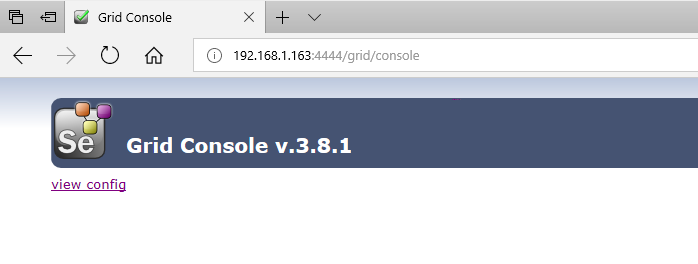 Grid Console
192.168.1.163:4444/grid/console
Se
Grid Console v.3.8.1
view config